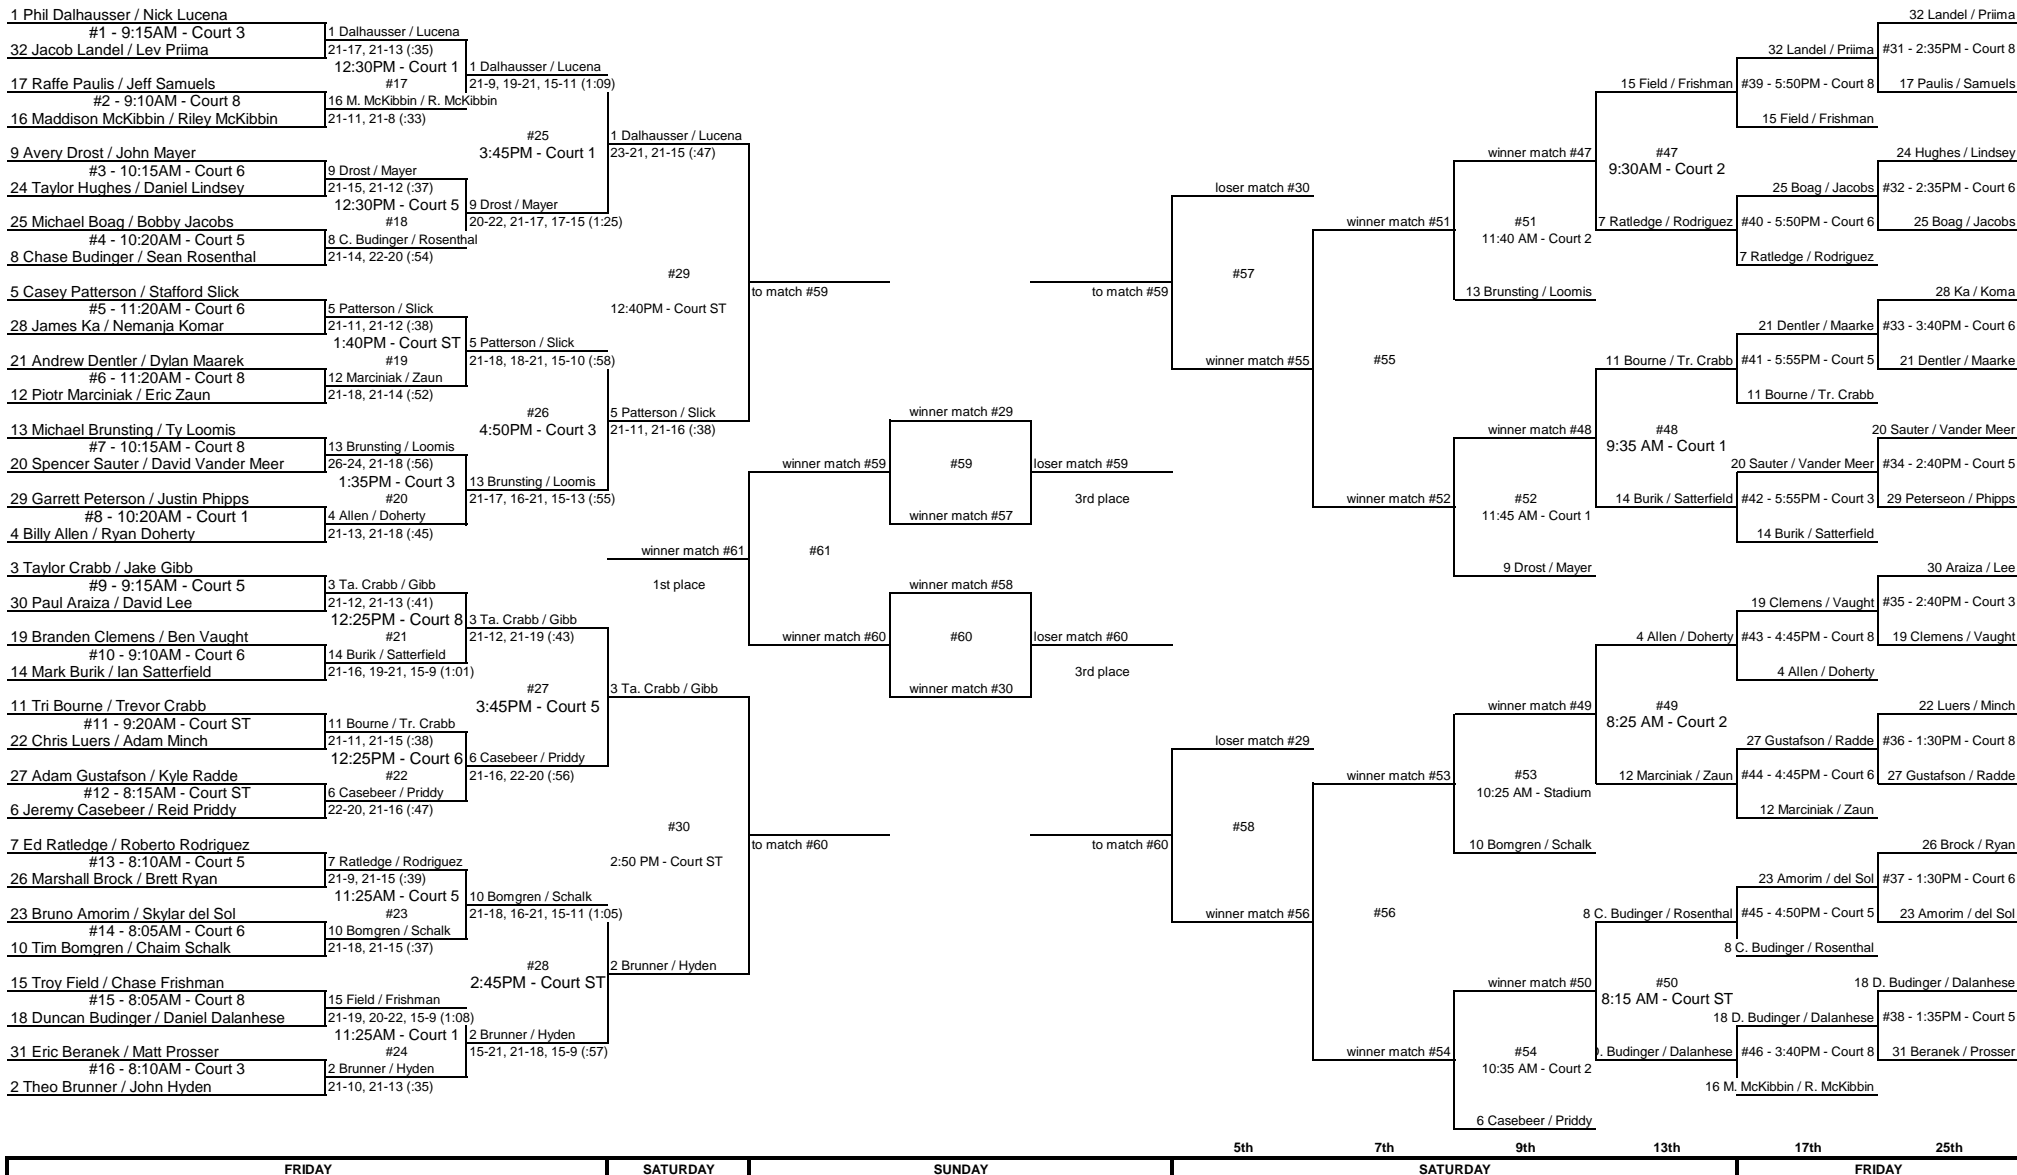 1 Phil Dalhausser / Nick Lucena
#1 - 9:15AM - Court 3
32 Jacob Landel / Lev Priima
17 Raffe Paulis / Jeff Samuels
#2 - 9:10AM - Court 8
16 Maddison McKibbin / Riley McKibbin
9 Avery Drost / John Mayer
#3 - 10:15AM - Court 6
24 Taylor Hughes / Daniel Lindsey
25 Michael Boag / Bobby Jacobs
#4 - 10:20AM - Court 5
8 Chase Budinger / Sean Rosenthal
5 Casey Patterson / Stafford Slick
#5 - 11:20AM - Court 6
28 James Ka / Nemanja Komar
21 Andrew Dentler / Dylan Maarek
#6 - 11:20AM - Court 8
12 Piotr Marciniak / Eric Zaun
13 Michael Brunsting / Ty Loomis
#7 - 10:15AM - Court 8
20 Spencer Sauter / David Vander Meer
29 Garrett Peterson / Justin Phipps
#8 - 10:20AM - Court 1
4 Billy Allen / Ryan Doherty
3 Taylor Crabb / Jake Gibb
#9 - 9:15AM - Court 5
30 Paul Araiza / David Lee
19 Branden Clemens / Ben Vaught
#10 - 9:10AM - Court 6
14 Mark Burik / Ian Satterfield
11 Tri Bourne / Trevor Crabb
#11 - 9:20AM - Court ST
22 Chris Luers / Adam Minch
27 Adam Gustafson / Kyle Radde
#12 - 8:15AM - Court ST
6 Jeremy Casebeer / Reid Priddy
7 Ed Ratledge / Roberto Rodriguez
#13 - 8:10AM - Court 5
26 Marshall Brock / Brett Ryan
23 Bruno Amorim / Skylar del Sol
#14 - 8:05AM - Court 6
10 Tim Bomgren / Chaim Schalk
15 Troy Field / Chase Frishman
#15 - 8:05AM - Court 8
18 Duncan Budinger / Daniel Dalanhese
31 Eric Beranek / Matt Prosser
#16 - 8:10AM - Court 3
2 Theo Brunner / John Hyden
1 Dalhausser / Lucena
21-17, 21-13 (:35)
12:30PM - Court 1
#17
16 M. McKibbin / R. McKibbin
21-11, 21-8 (:33)
9 Drost / Mayer
21-15, 21-12 (:37)
12:30PM - Court 5
#18
8 C. Budinger / Rosenthal
21-14, 22-20 (:54)
5 Patterson / Slick
21-11, 21-12 (:38)
1:40PM - Court ST
#19
12 Marciniak / Zaun
21-18, 21-14 (:52)
13 Brunsting / Loomis
26-24, 21-18 (:56)
1:35PM - Court 3
#20
4 Allen / Doherty
21-13, 21-18 (:45)
3 Ta. Crabb / Gibb
21-12, 21-13 (:41)
12:25PM - Court 8
#21
14 Burik / Satterfield
21-16, 19-21, 15-9 (1:01)
11 Bourne / Tr. Crabb
21-11, 21-15 (:38)
12:25PM - Court 6
#22
6 Casebeer / Priddy
22-20, 21-16 (:47)
7 Ratledge / Rodriguez
21-9, 21-15 (:39)
11:25AM - Court 5
#23
10 Bomgren / Schalk
21-18, 21-15 (:37)
15 Field / Frishman
21-19, 20-22, 15-9 (1:08)
11:25AM - Court 1
#24
2 Brunner / Hyden
21-10, 21-13 (:35)
1 Dalhausser / Lucena
21-9, 19-21, 15-11 (1:09)
#25
3:45PM - Court 1
9 Drost / Mayer
20-22, 21-17, 17-15 (1:25)
5 Patterson / Slick
21-18, 18-21, 15-10 (:58)
#26
4:50PM - Court 3
13 Brunsting / Loomis
21-17, 16-21, 15-13 (:55)
3 Ta. Crabb / Gibb
21-12, 21-19 (:43)
#27
3:45PM - Court 5
6 Casebeer / Priddy
21-16, 22-20 (:56)
10 Bomgren / Schalk
21-18, 16-21, 15-11 (1:05)
#28
2:45PM - Court ST
2 Brunner / Hyden
15-21, 21-18, 15-9 (:57)
1 Dalhausser / Lucena
23-21, 21-15 (:47)
#29
12:40PM - Court ST
5 Patterson / Slick
21-11, 21-16 (:38)
winner match #61
1st place
3 Ta. Crabb / Gibb
#30
2:50 PM - Court ST
2 Brunner / Hyden
to match #59
winner match #59
#61
winner match #60
to match #60
winner match #29
#59
winner match #57
winner match #58
#60
winner match #30
loser match #59
3rd place
loser match #60
3rd place
to match #59
to match #60
loser match #30
#57
winner match #55
loser match #29
#58
winner match #56
winner match #51
#55
winner match #52
winner match #53
#56
winner match #54
winner match #47
#51
11:40 AM - Court 2
13 Brunsting / Loomis
winner match #48
#52
11:45 AM - Court 1
9 Drost / Mayer
winner match #49
#53
10:25 AM - Stadium
10 Bomgren / Schalk
winner match #50
#54
10:35 AM - Court 2
6 Casebeer / Priddy
15 Field / Frishman
#47
9:30AM - Court 2
7 Ratledge / Rodriguez
11 Bourne / Tr. Crabb
#48
9:35 AM - Court 1
14 Burik / Satterfield
4 Allen / Doherty
#49
8:25 AM - Court 2
12 Marciniak / Zaun
8 C. Budinger / Rosenthal
#50
8:15 AM - Court ST
. Budinger / Dalanhese
32 Landel / Priima
#39 - 5:50PM - Court 8
15 Field / Frishman
25 Boag / Jacobs
#40 - 5:50PM - Court 6
7 Ratledge / Rodriguez
21 Dentler / Maarke
#41 - 5:55PM - Court 5
11 Bourne / Tr. Crabb
20 Sauter / Vander Meer
#42 - 5:55PM - Court 3
14 Burik / Satterfield
19 Clemens / Vaught
#43 - 4:45PM - Court 8
4 Allen / Doherty
27 Gustafson / Radde
#44 - 4:45PM - Court 6
12 Marciniak / Zaun
23 Amorim / del Sol
#45 - 4:50PM - Court 5
8 C. Budinger / Rosenthal
18 D. Budinger / Dalanhese
#46 - 3:40PM - Court 8
16 M. McKibbin / R. McKibbin
32 Landel / Priima
#31 - 2:35PM - Court 8
17 Paulis / Samuels
24 Hughes / Lindsey
#32 - 2:35PM - Court 6
25 Boag / Jacobs
28 Ka / Koma
#33 - 3:40PM - Court 6
21 Dentler / Maarke
20 Sauter / Vander Meer
#34 - 2:40PM - Court 5
29 Peterseon / Phipps
30 Araiza / Lee
#35 - 2:40PM - Court 3
19 Clemens / Vaught
22 Luers / Minch
#36 - 1:30PM - Court 8
27 Gustafson / Radde
26 Brock / Ryan
#37 - 1:30PM - Court 6
23 Amorim / del Sol
18 D. Budinger / Dalanhese
#38 - 1:35PM - Court 5
31 Beranek / Prosser
5th 7th 9th 13th 17th 25th
FRIDAY SATURDAY SUNDAY SATURDAY FRIDAY